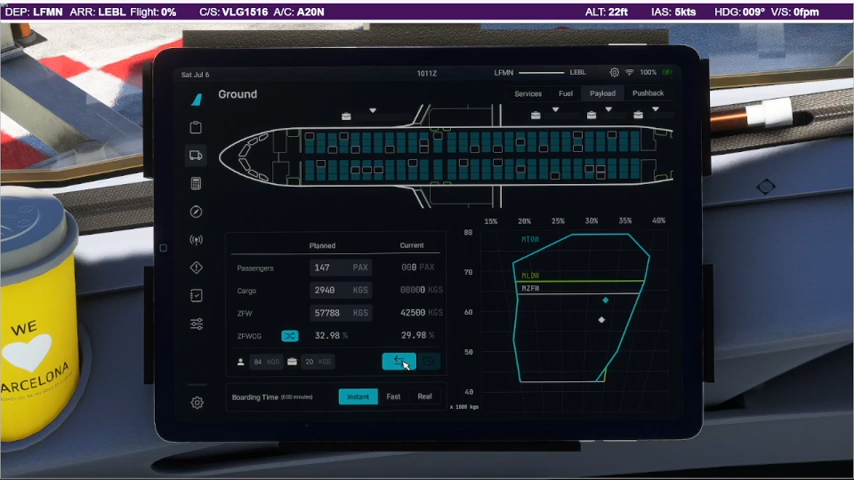 DEP: LFMN ARR: LEBL Flight: 0% C/S: VLG1516 A/C: A20N ALT: 22ft IAS: 5kts HDG: 009° V/S: 0fpm
Sat Jul 6 1011Z LFMN LEBL 100%
Ground Services Fuel Payload Pushback
15% 20% 25% 30% 35% 40%
80
Planned Current MTOW
Passengers 147 PAX 000 PAX 70 MLDW
Cargo 2940 KGS 00000 KGS MZFW
ZFW 57788 KGS 42500 KGS 60
ZFWCG 32.98 % 29.98 %
50
84 KGS 20 KGS
40
Boarding Time (0:00 minutes) Instant Fast Real
x 1000 kgs
WE
ARCELONA